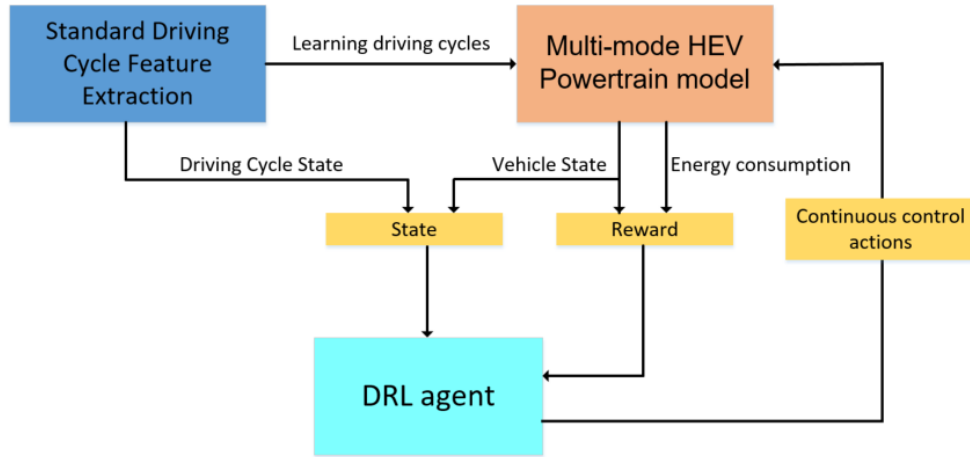 Standard Driving
Cycle Feature
Extraction
Learning driving cycles
Multi-mode HEV
Powertrain model
Driving Cycle State
Vehicle State
Energy consumption
State
Reward
Continuous control
actions
DRL agent